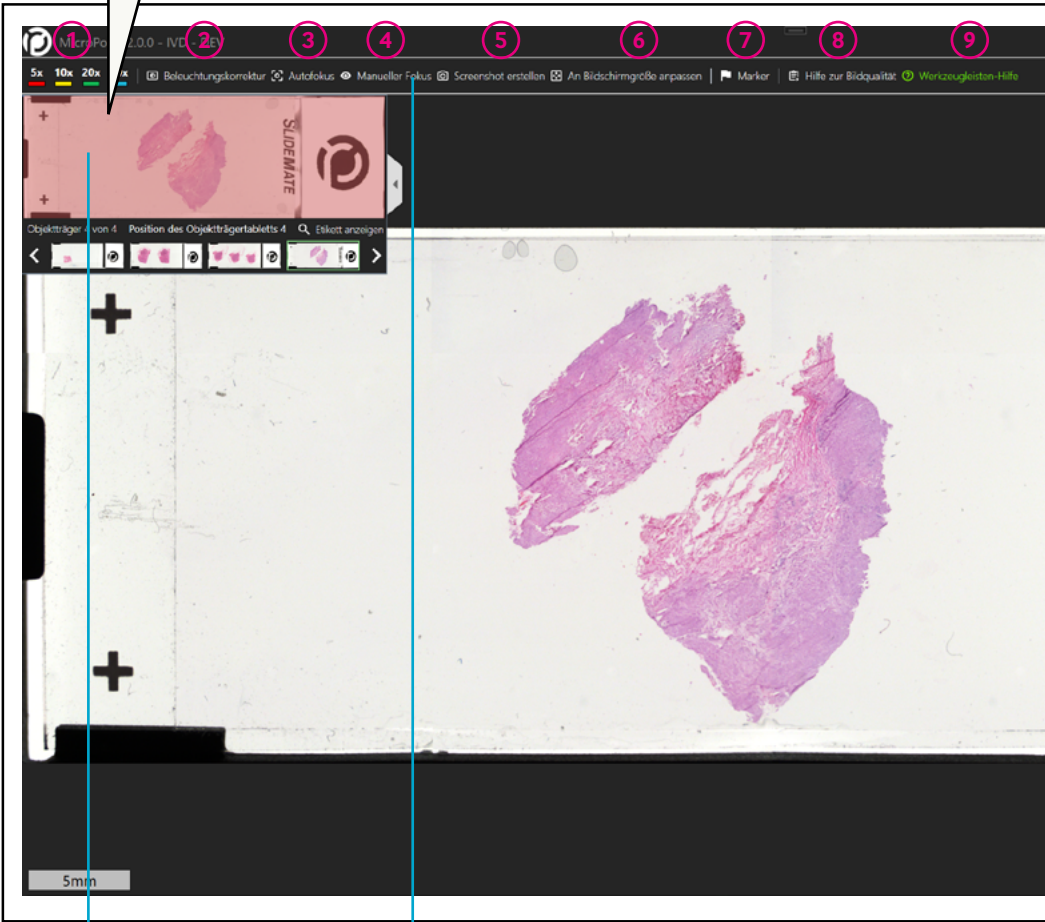 1 2 3 4 5 6 7 8 9
2.0.0 - IVD -
5x 10x 20x Beleuchtungskorrektur Autofokus Manueller Fokus Screenshot erstellen An Bildschirmgröße anpassen Marker Hilfe zur Bildqualität Werkzeugleisten-Hilfe
SLIDEMATE
Objektträger 4 von 4 Position des Objektträgertabletts 4 Etikett anzeigen
5mm